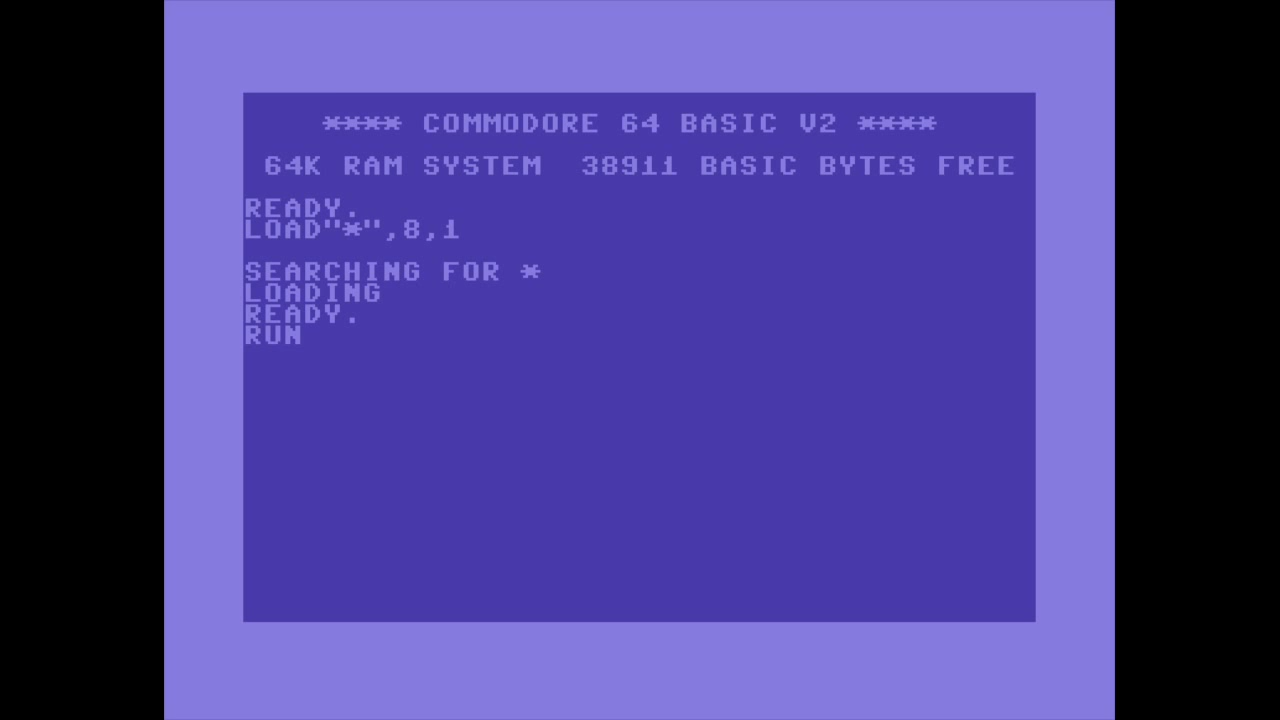 **** COMMODORE 64 BASIC V2 ****
64K RAM SYSTEM  38911 BASIC BYTES FREE
READY.
LOAD"*",8,1
SEARCHING FOR *
LOADING
READY.
RUN